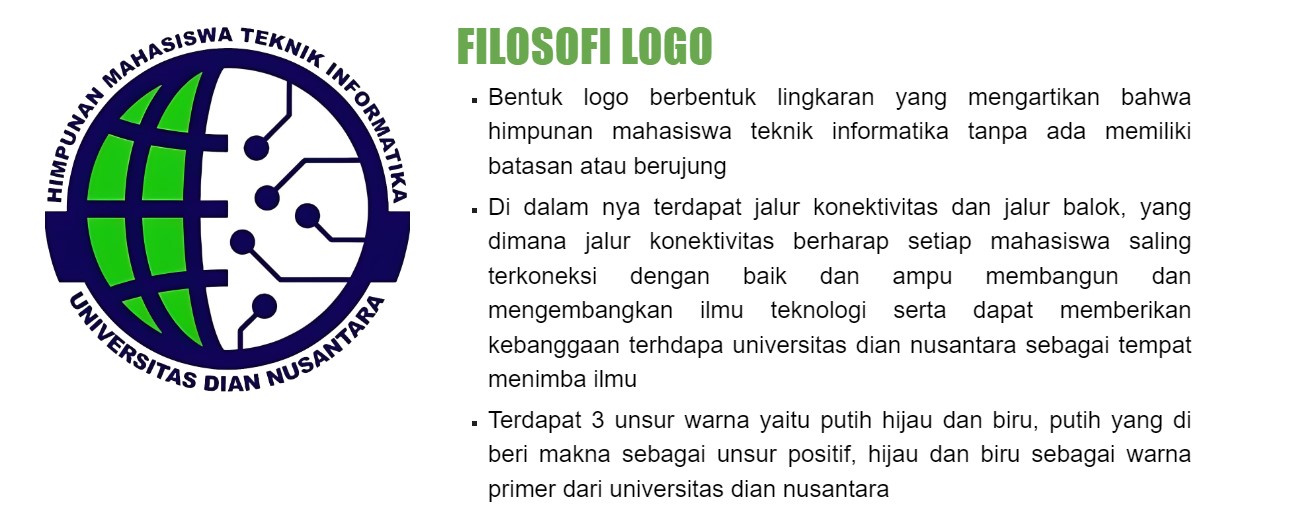 HIMPUNAN MAHASISWA TEKNIK INFORMATIKA
UNIVERSITAS DIAN NUSANTARA
FILOSOFI LOGO
▪ Bentuk logo berbentuk lingkaran yang mengartikan bahwa
himpunan mahasiswa teknik informatika tanpa ada memiliki
batasan atau berujung
▪ Di dalam nya terdapat jalur konektivitas dan jalur balok, yang
dimana jalur konektivitas berharap setiap mahasiswa saling
terkoneksi dengan baik dan ampu membangun dan
mengembangkan ilmu teknologi serta dapat memberikan
kebanggaan terhdapa universitas dian nusantara sebagai tempat
menimba ilmu
▪ Terdapat 3 unsur warna yaitu putih hijau dan biru, putih yang di
beri makna sebagai unsur positif, hijau dan biru sebagai warna
primer dari universitas dian nusantara